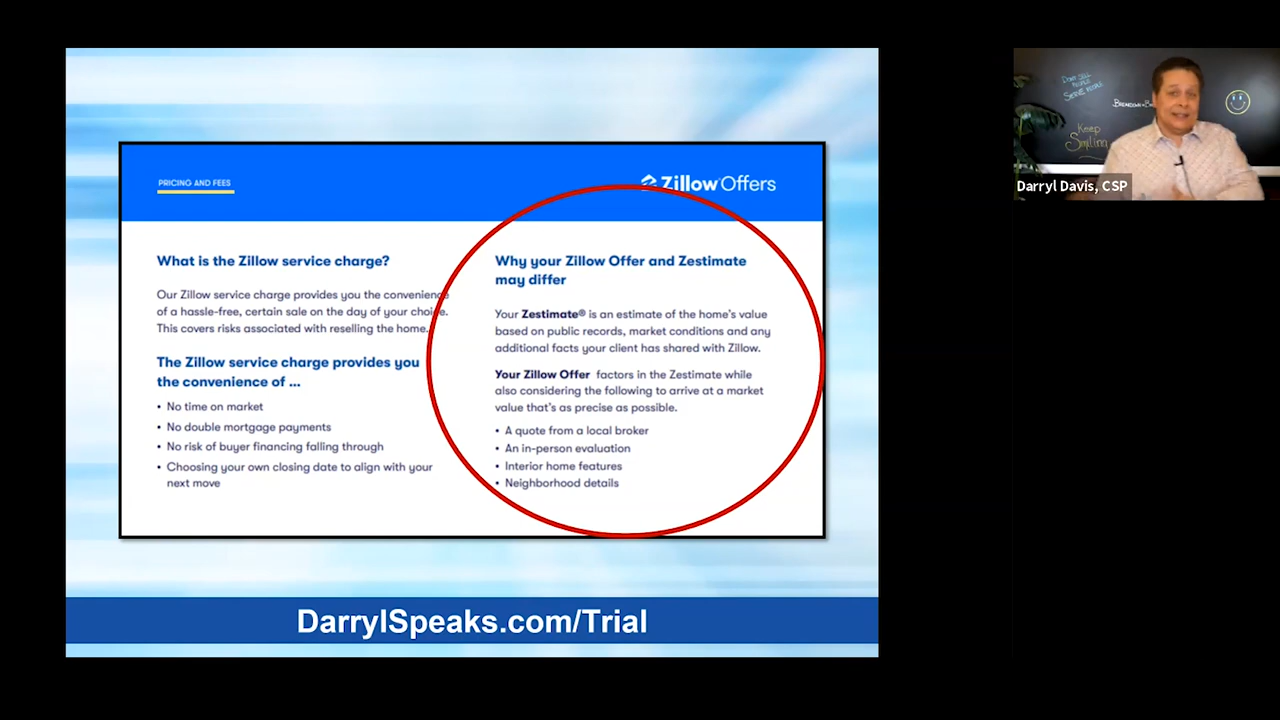 PRICING AND FEES
Zillow Offers
What is the Zillow service charge?
Our Zillow service charge provides you the convenience
of a hassle-free, certain sale on the day of your choice.
This covers risks associated with reselling the home.
The Zillow service charge provides you
the convenience of ...
• No time on market
• No double mortgage payments
• No risk of buyer financing falling through
• Choosing your own closing date to align with your
next move
Why your Zillow Offer and Zestimate
may differ
Your Zestimate® is an estimate of the home's value
based on public records, market conditions and any
additional facts your client has shared with Zillow.
Your Zillow Offer factors in the Zestimate while
also considering the following to arrive at a market
value that's as precise as possible.
• A quote from a local broker
• An in-person evaluation
• Interior home features
• Neighborhood details
DarrylSpeaks.com/Trial
Keep
Smiling
Darryl Davis, CSP